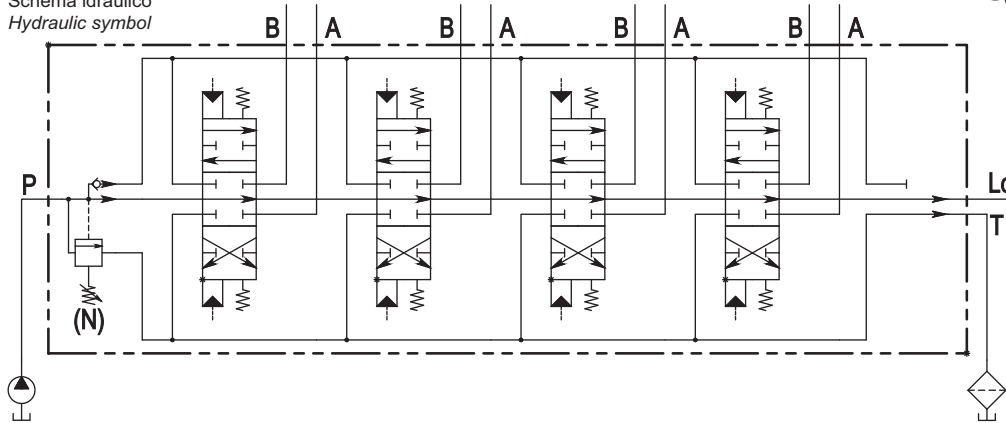 Schema idraulico
Hydraulic symbol
B A B A B A B A
P
T
(N)